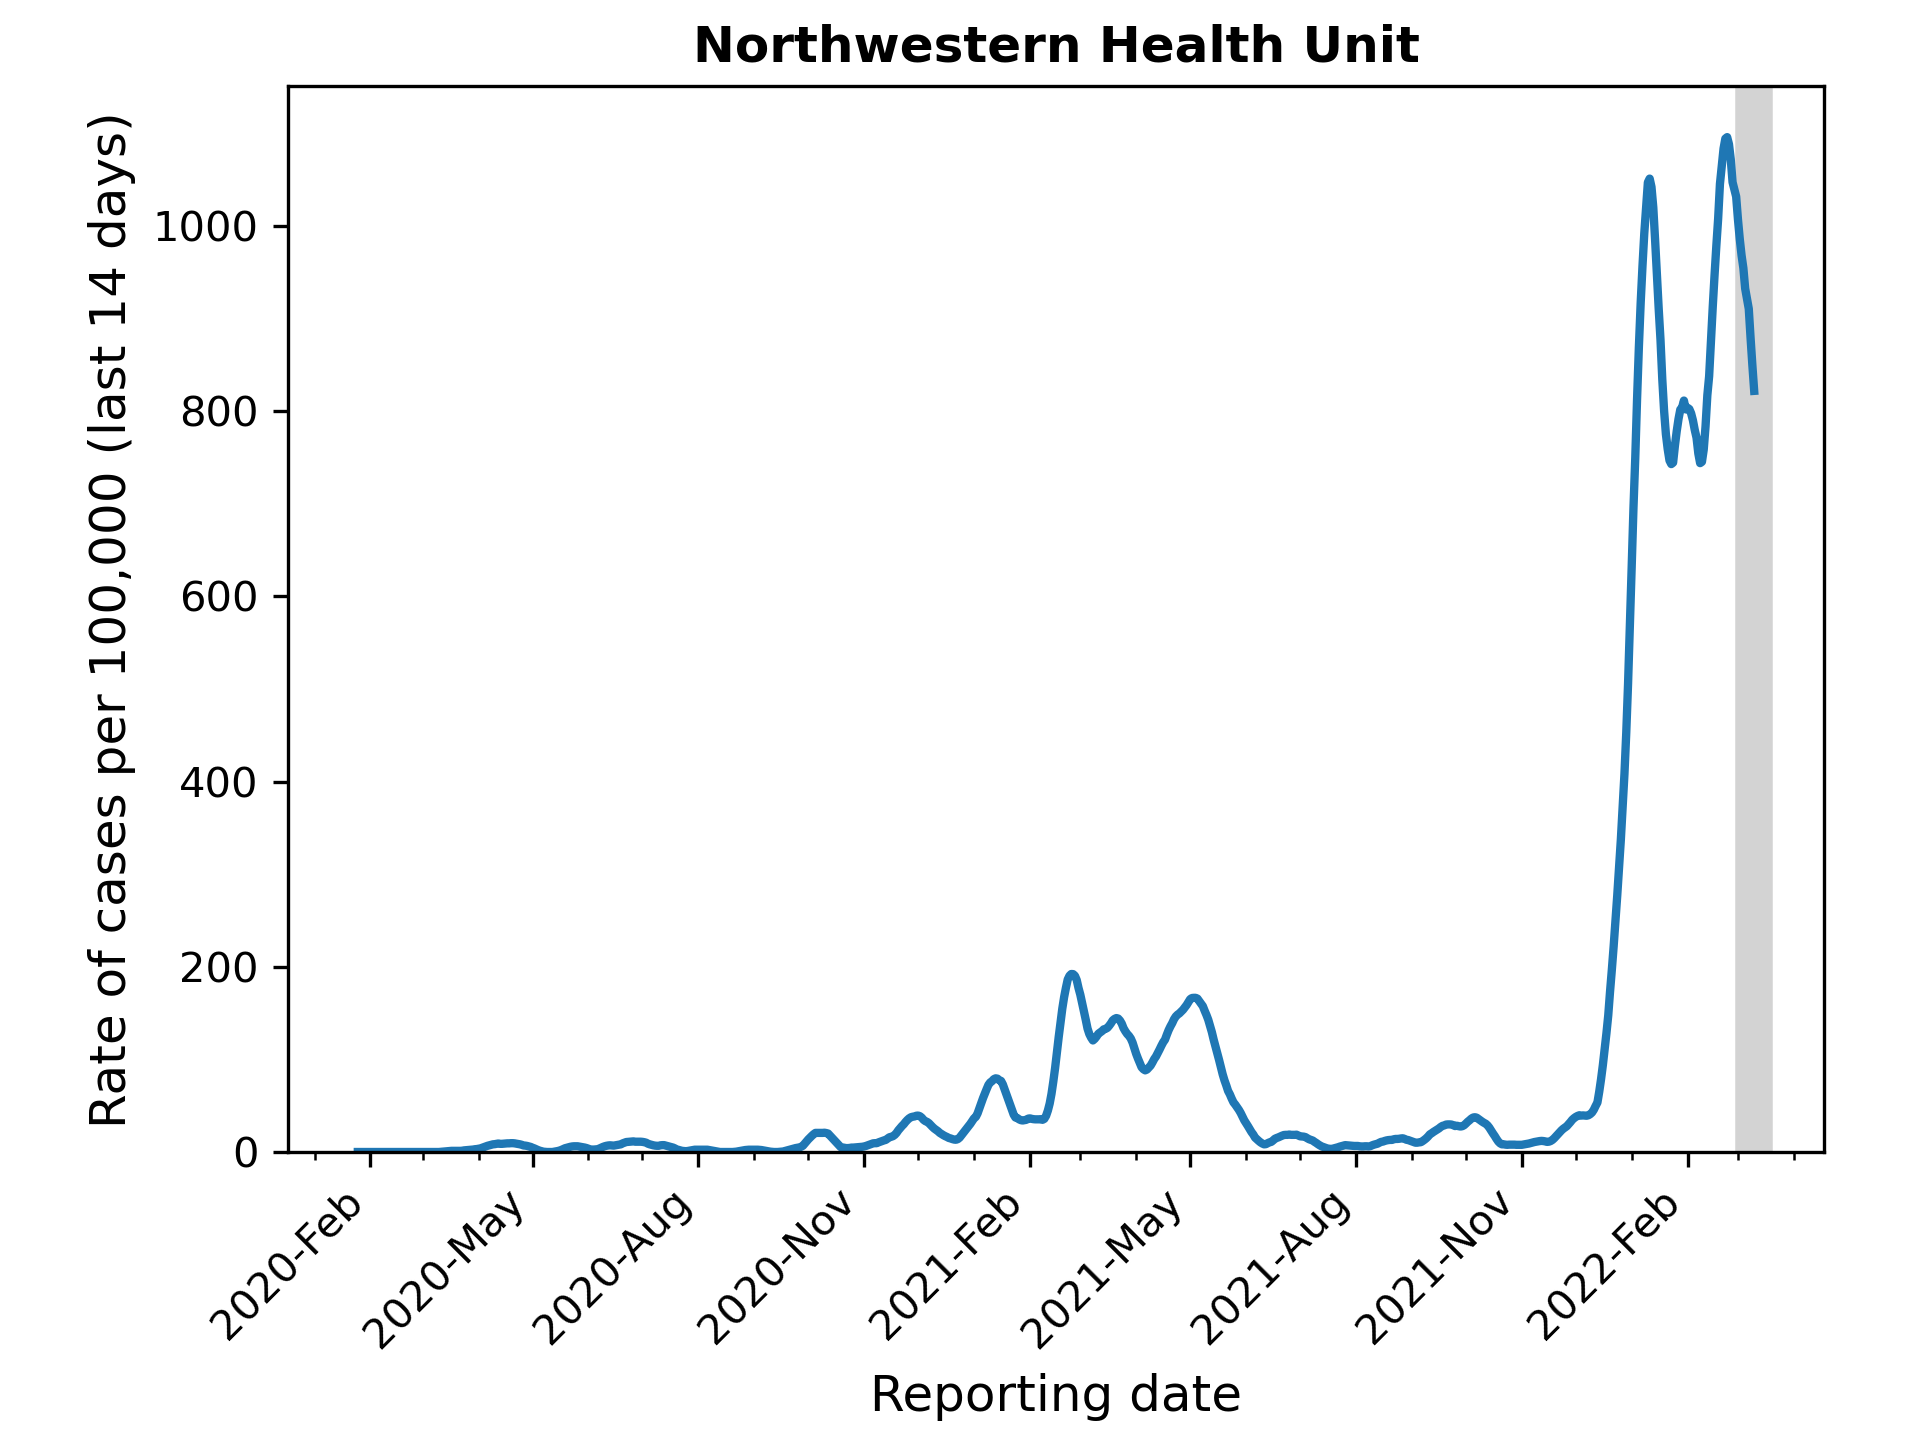 Northwestern Health Unit
Rate of cases per 100,000 (last 14 days)
1000
800
600
400
200
0
2020-Feb
2020-May
2020-Aug
2020-Nov
2021-Feb
2021-May
2021-Aug
2021-Nov
2022-Feb
Reporting date